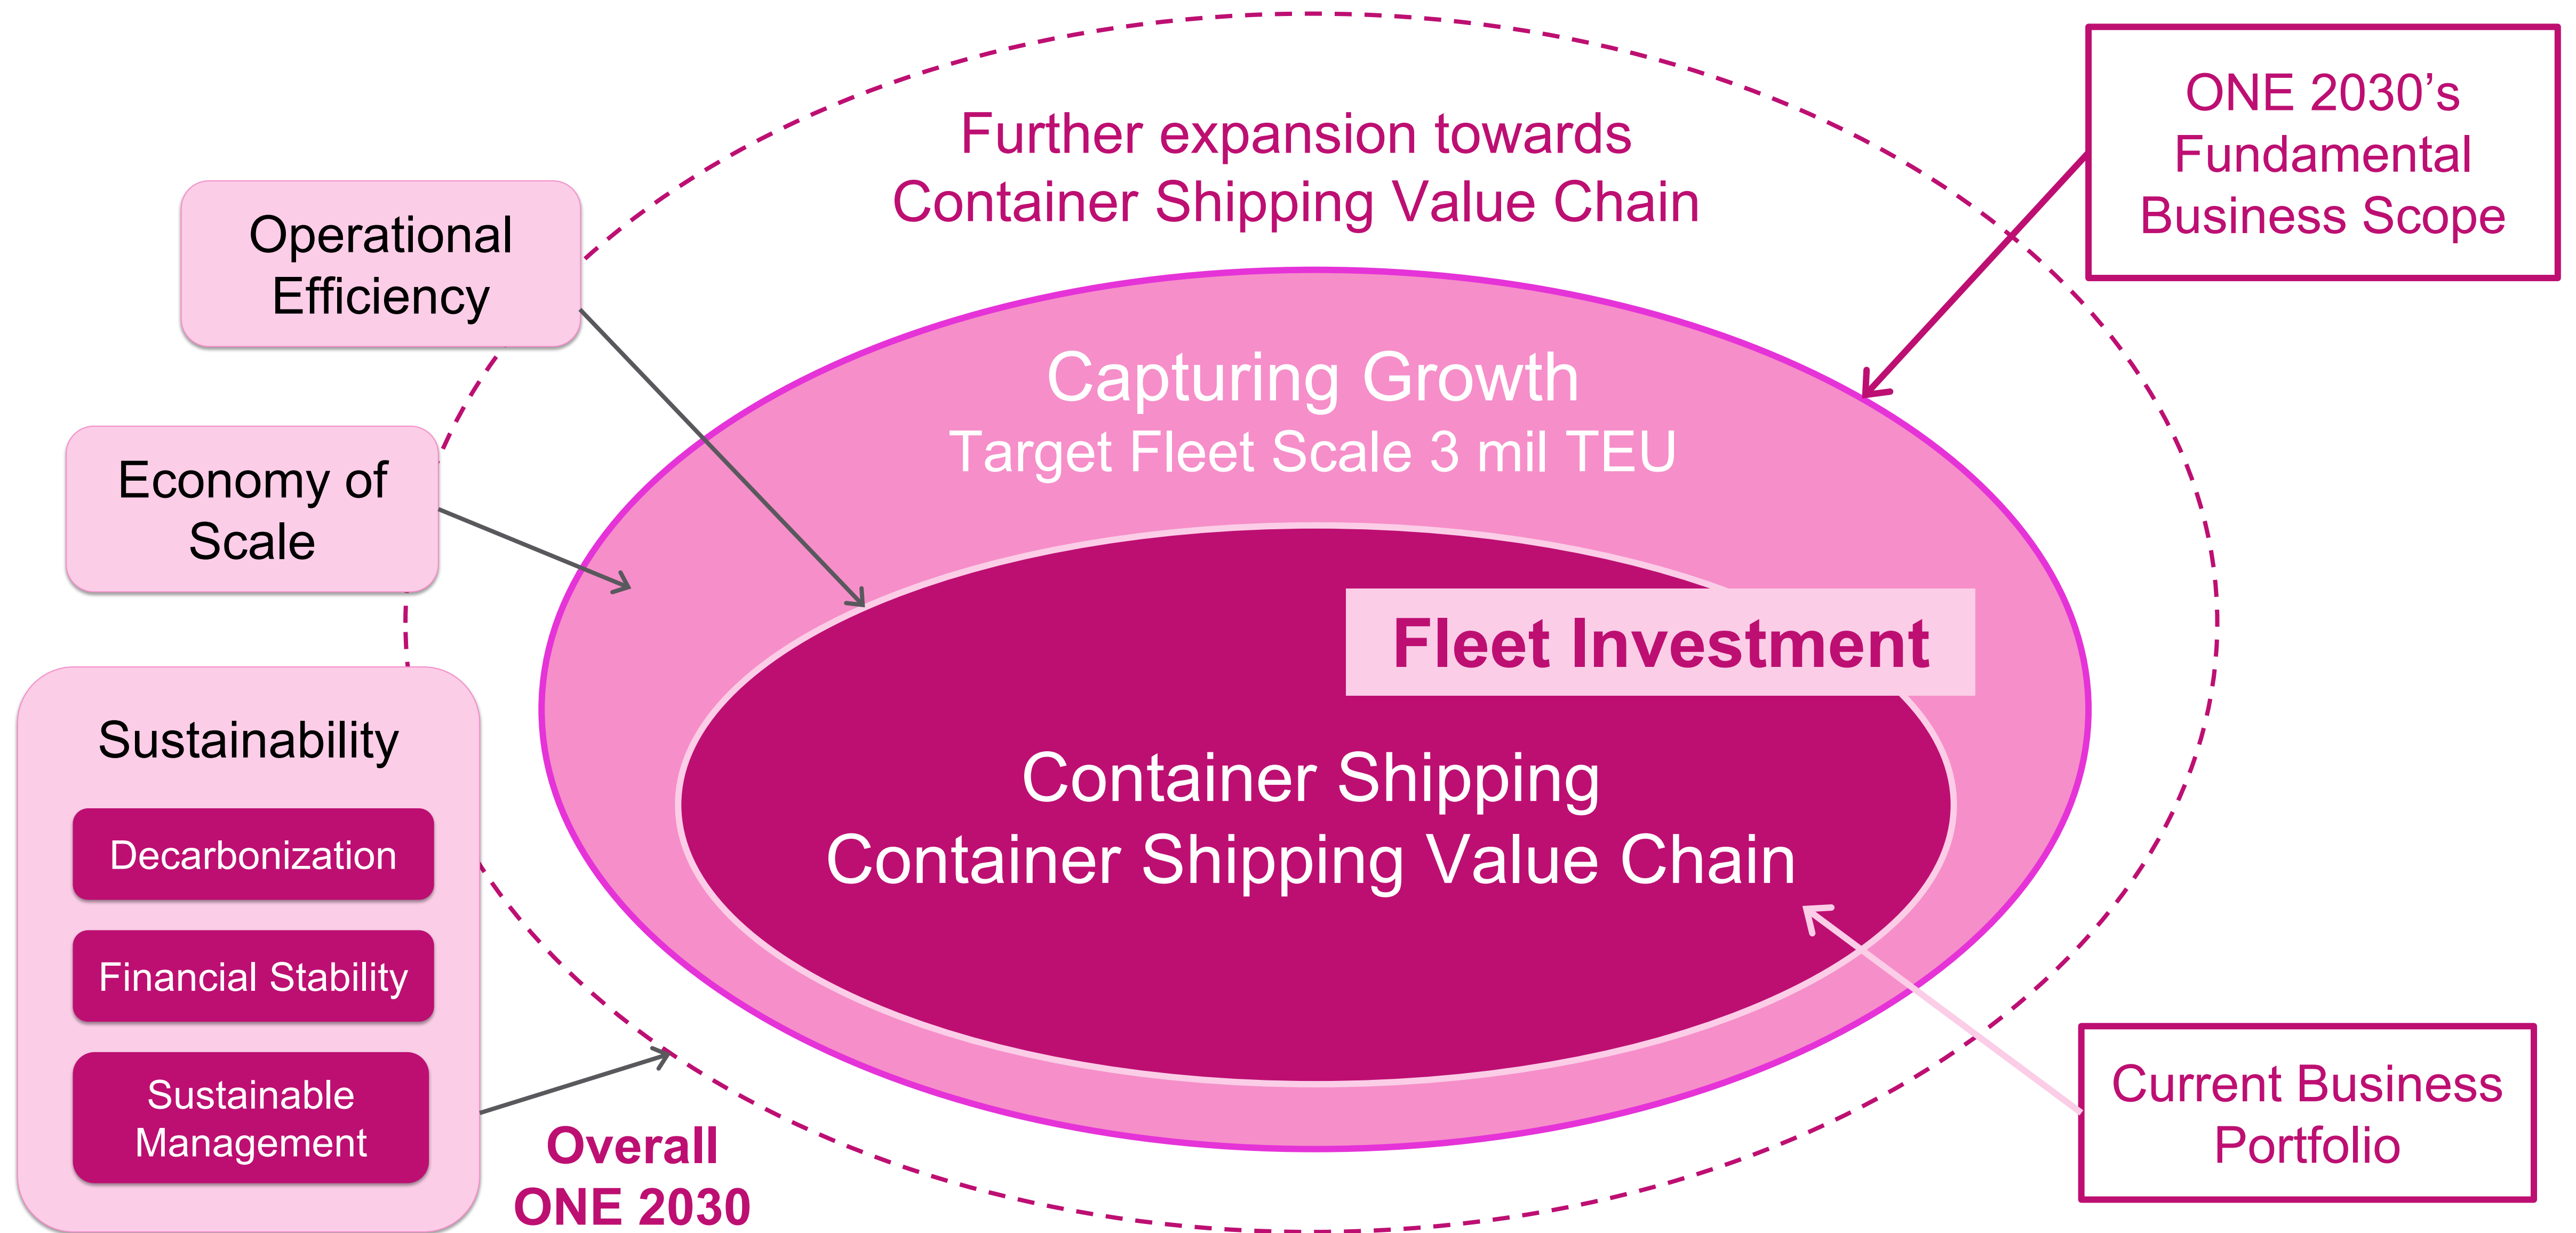 ONE 2030’s
Fundamental
Business Scope
Further expansion towards
Container Shipping Value Chain
Operational
Efficiency
Capturing Growth
Target Fleet Scale 3 mil TEU
Economy of
Scale
Fleet Investment
Sustainability
Container Shipping
Container Shipping Value Chain
Decarbonization
Financial Stability
Sustainable
Management
Overall
ONE 2030
Current Business
Portfolio